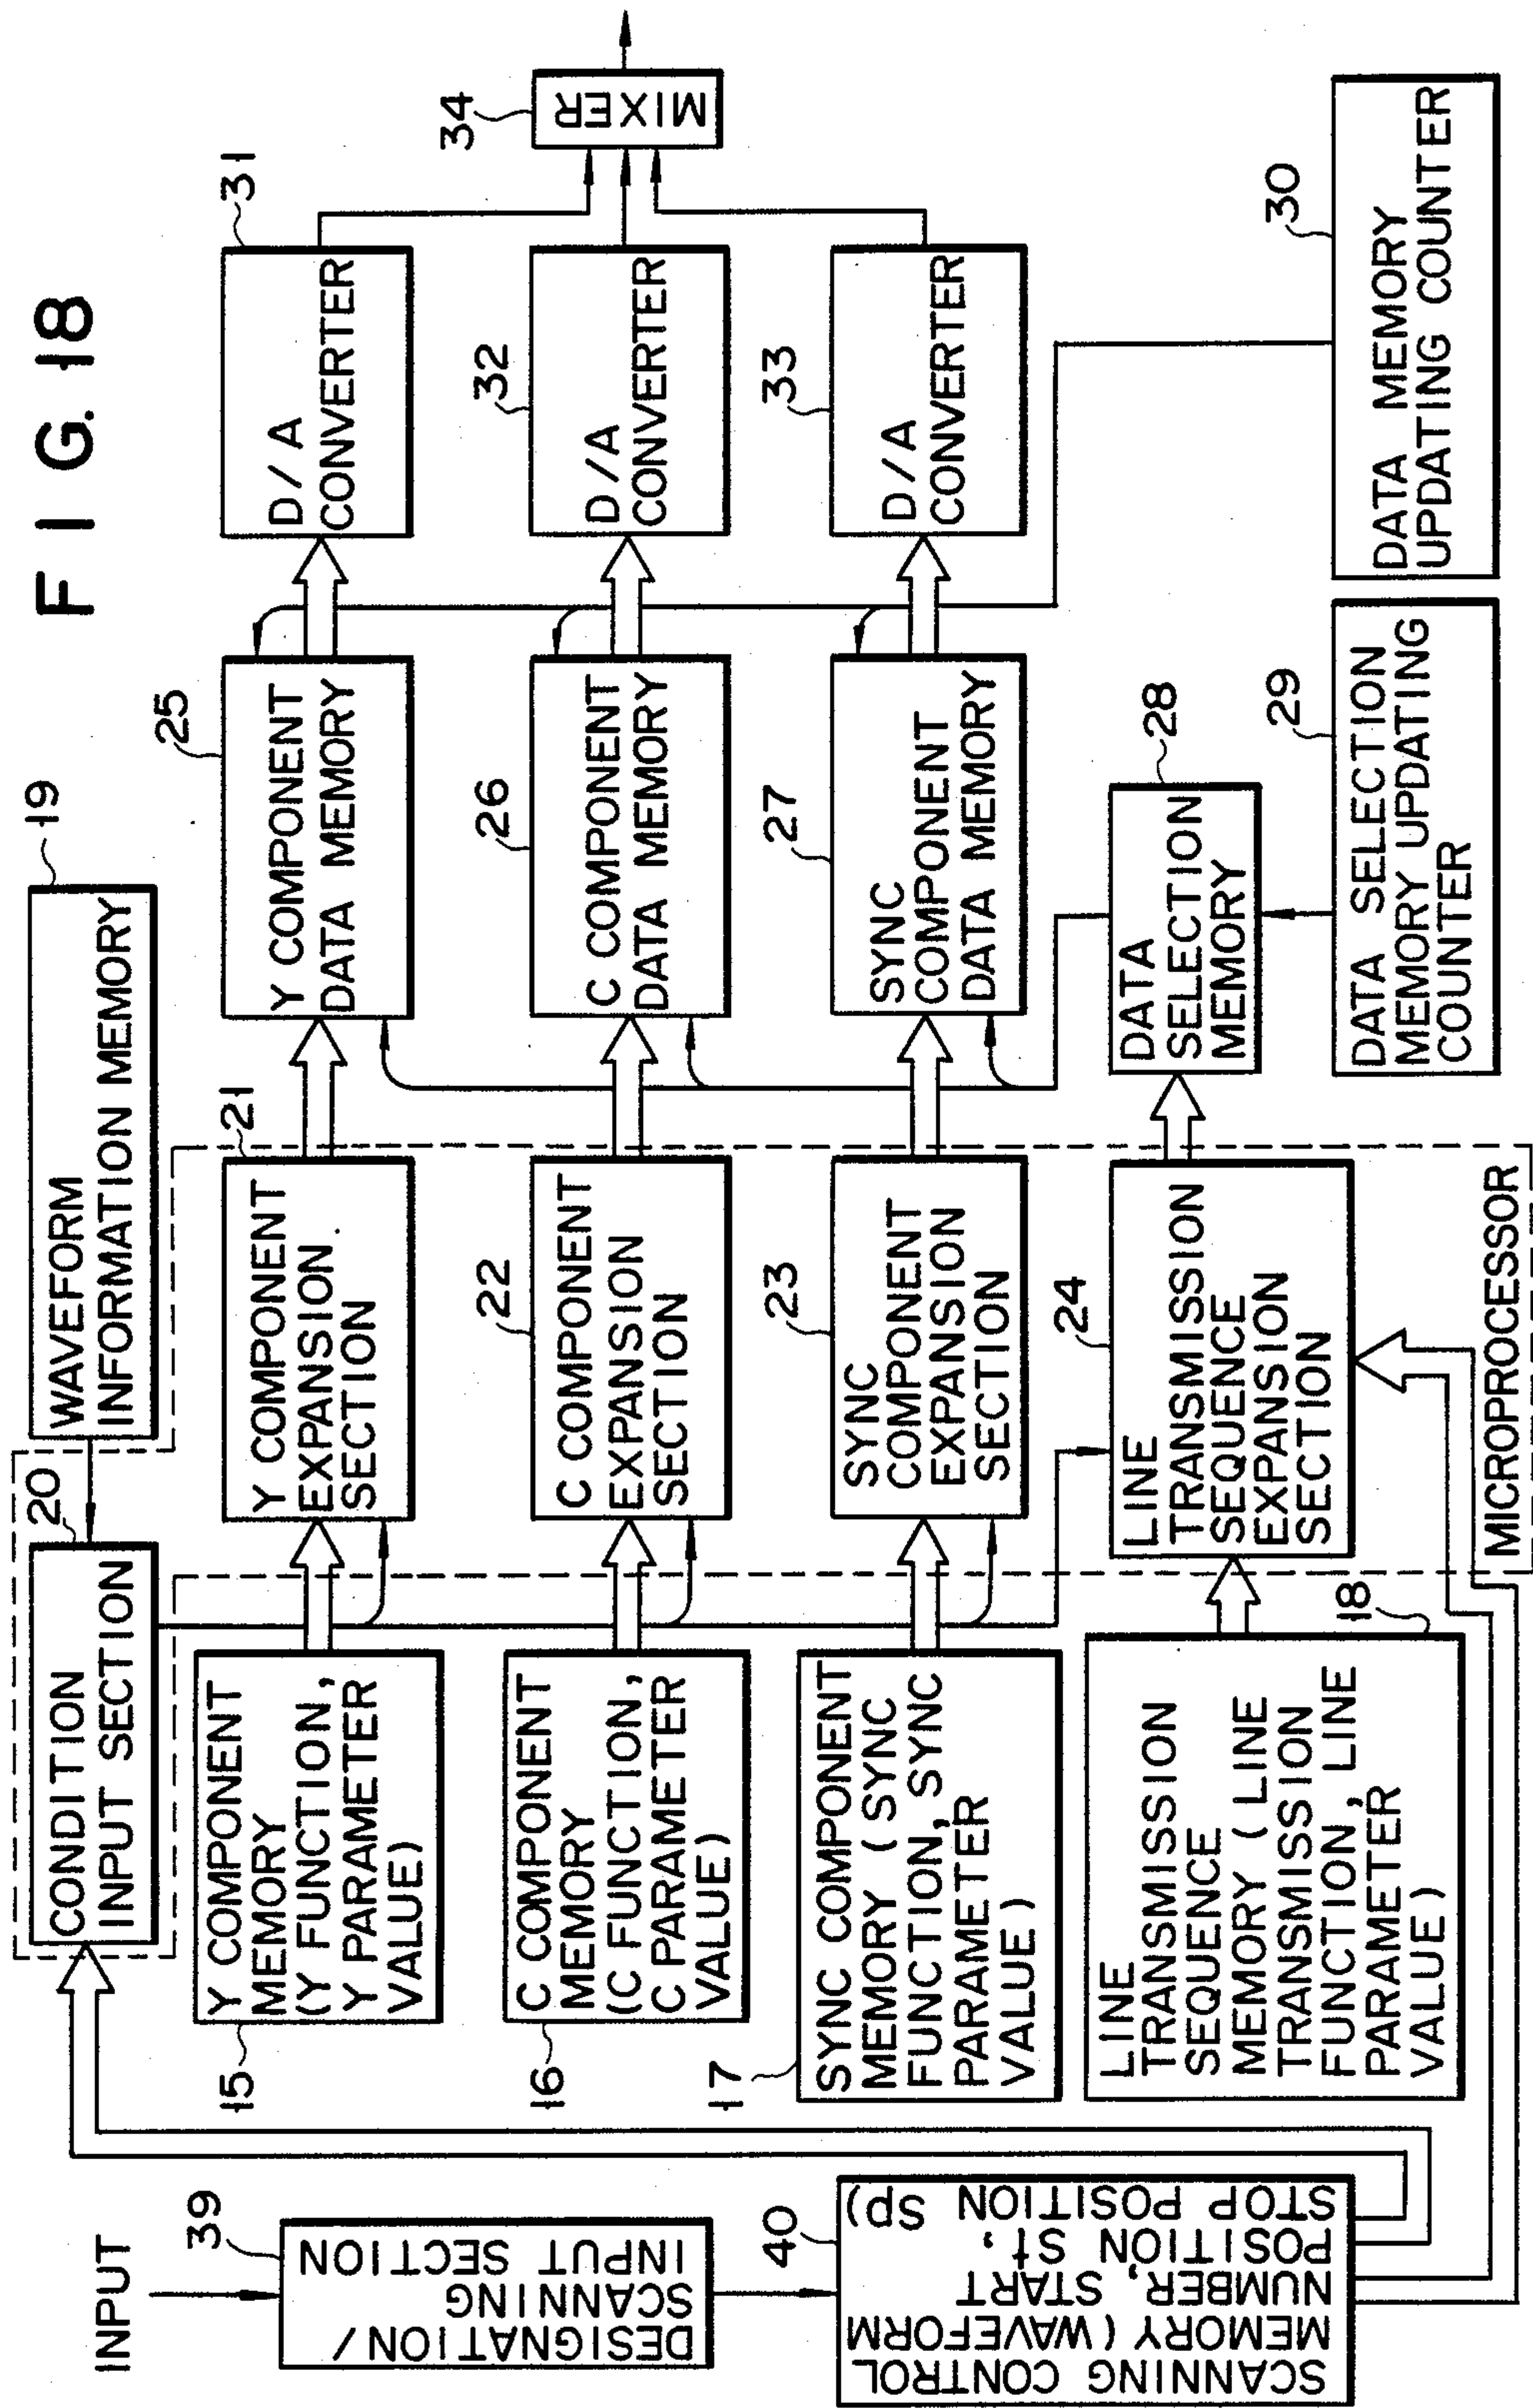 F I G. 18
INPUT
39
DESIGNATION/
SCANNING
INPUT SECTION
40
SCANNING CONTROL
MEMORY (WAVEFORM
NUMBER, START
POSITION St,
STOP POSITION Sp)
CONDITION
INPUT SECTION
20
WAVEFORM
INFORMATION MEMORY
19
15
Y COMPONENT
MEMORY
(Y FUNCTION,
Y PARAMETER
VALUE)
Y COMPONENT
EXPANSION
SECTION
21
Y COMPONENT
DATA MEMORY
25
D/A
CONVERTER
31
16
C COMPONENT
MEMORY
(C FUNCTION,
C PARAMETER
VALUE)
C COMPONENT
EXPANSION
SECTION
22
C COMPONENT
DATA MEMORY
26
D/A
CONVERTER
32
MIXER
34
17
SYNC COMPONENT
MEMORY (SYNC
FUNCTION, SYNC
PARAMETER
VALUE)
SYNC
COMPONENT
EXPANSION
SECTION
23
SYNC
COMPONENT
DATA MEMORY
27
D/A
CONVERTER
33
LINE
TRANSMISSION
SEQUENCE
MEMORY (LINE
TRANSMISSION
FUNCTION, LINE
PARAMETER
VALUE)
18
LINE
TRANSMISSION
SEQUENCE
EXPANSION
SECTION
24
DATA
SELECTION
MEMORY
28
MICROPROCESSOR
DATA SELECTION
MEMORY UPDATING
COUNTER
29
DATA MEMORY
UPDATING COUNTER
30